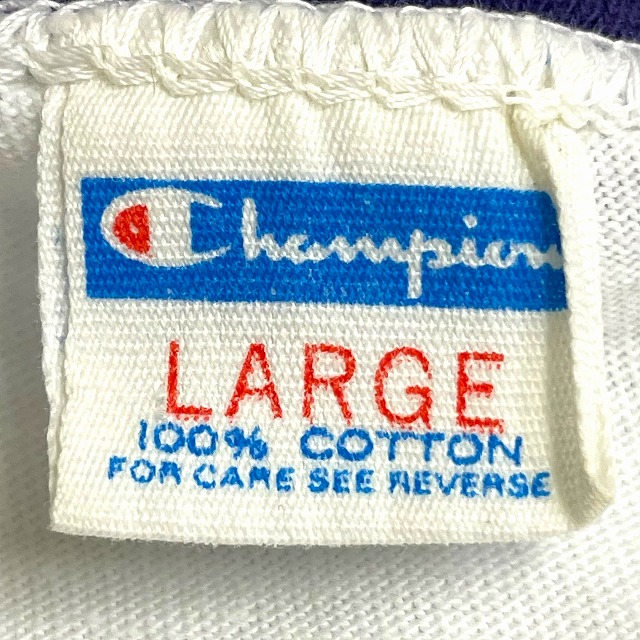 Champion
LARGE
100% COTTON
FOR CARE SEE REVERSE